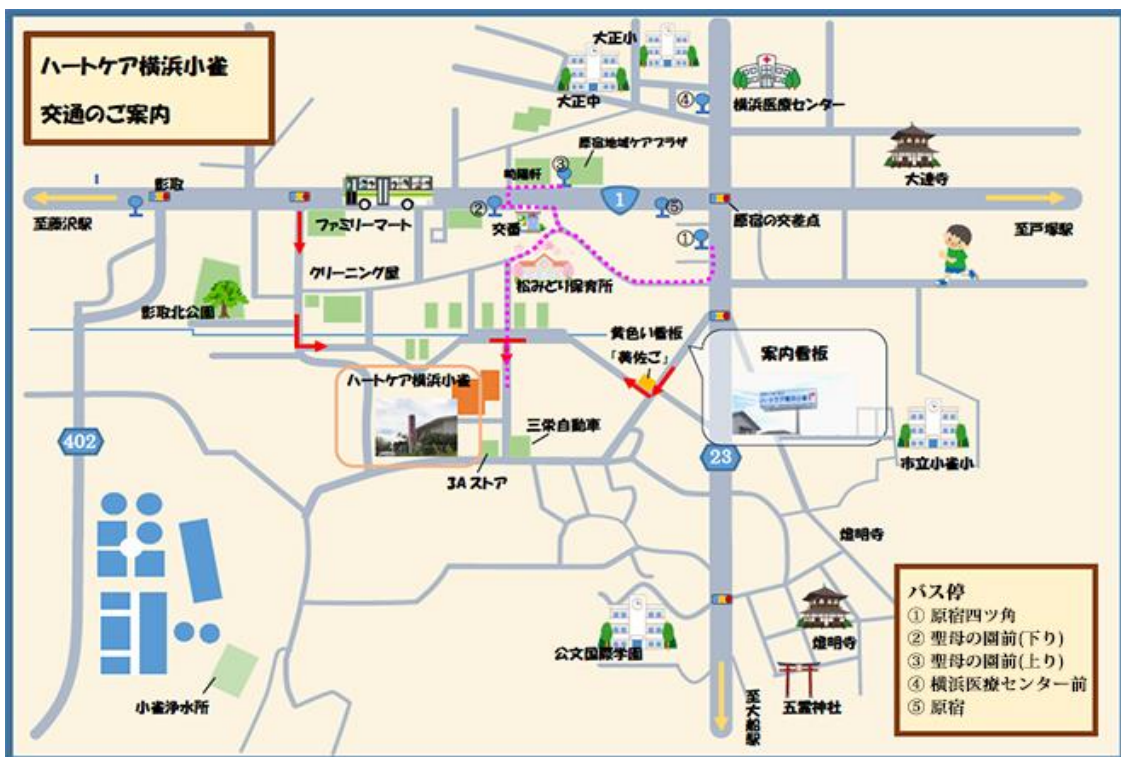 ハートケア横浜小雀
交通のご案内
大正小
大正中
④
横浜医療センター
原宿地域ケアプラザ
③
崎陽軒
大運寺
影取
1
至藤沢駅
ファミリーマート
②
交番
⑤
①
原宿の交差点
至戸塚駅
クリーニング屋
松みどり保育所
影取北公園
黄色い看板
「美佐ご」
案内看板
ハートケア横浜小雀
402
三栄自動車
23
市立小雀小
3Aストア
燈明寺
公文国際学園
燈明寺
小雀浄水所
至大船駅
五霊神社
バス停
① 原宿四ツ角
② 聖母の園前(下り)
③ 聖母の園前(上り)
④ 横浜医療センター前
⑤ 原宿